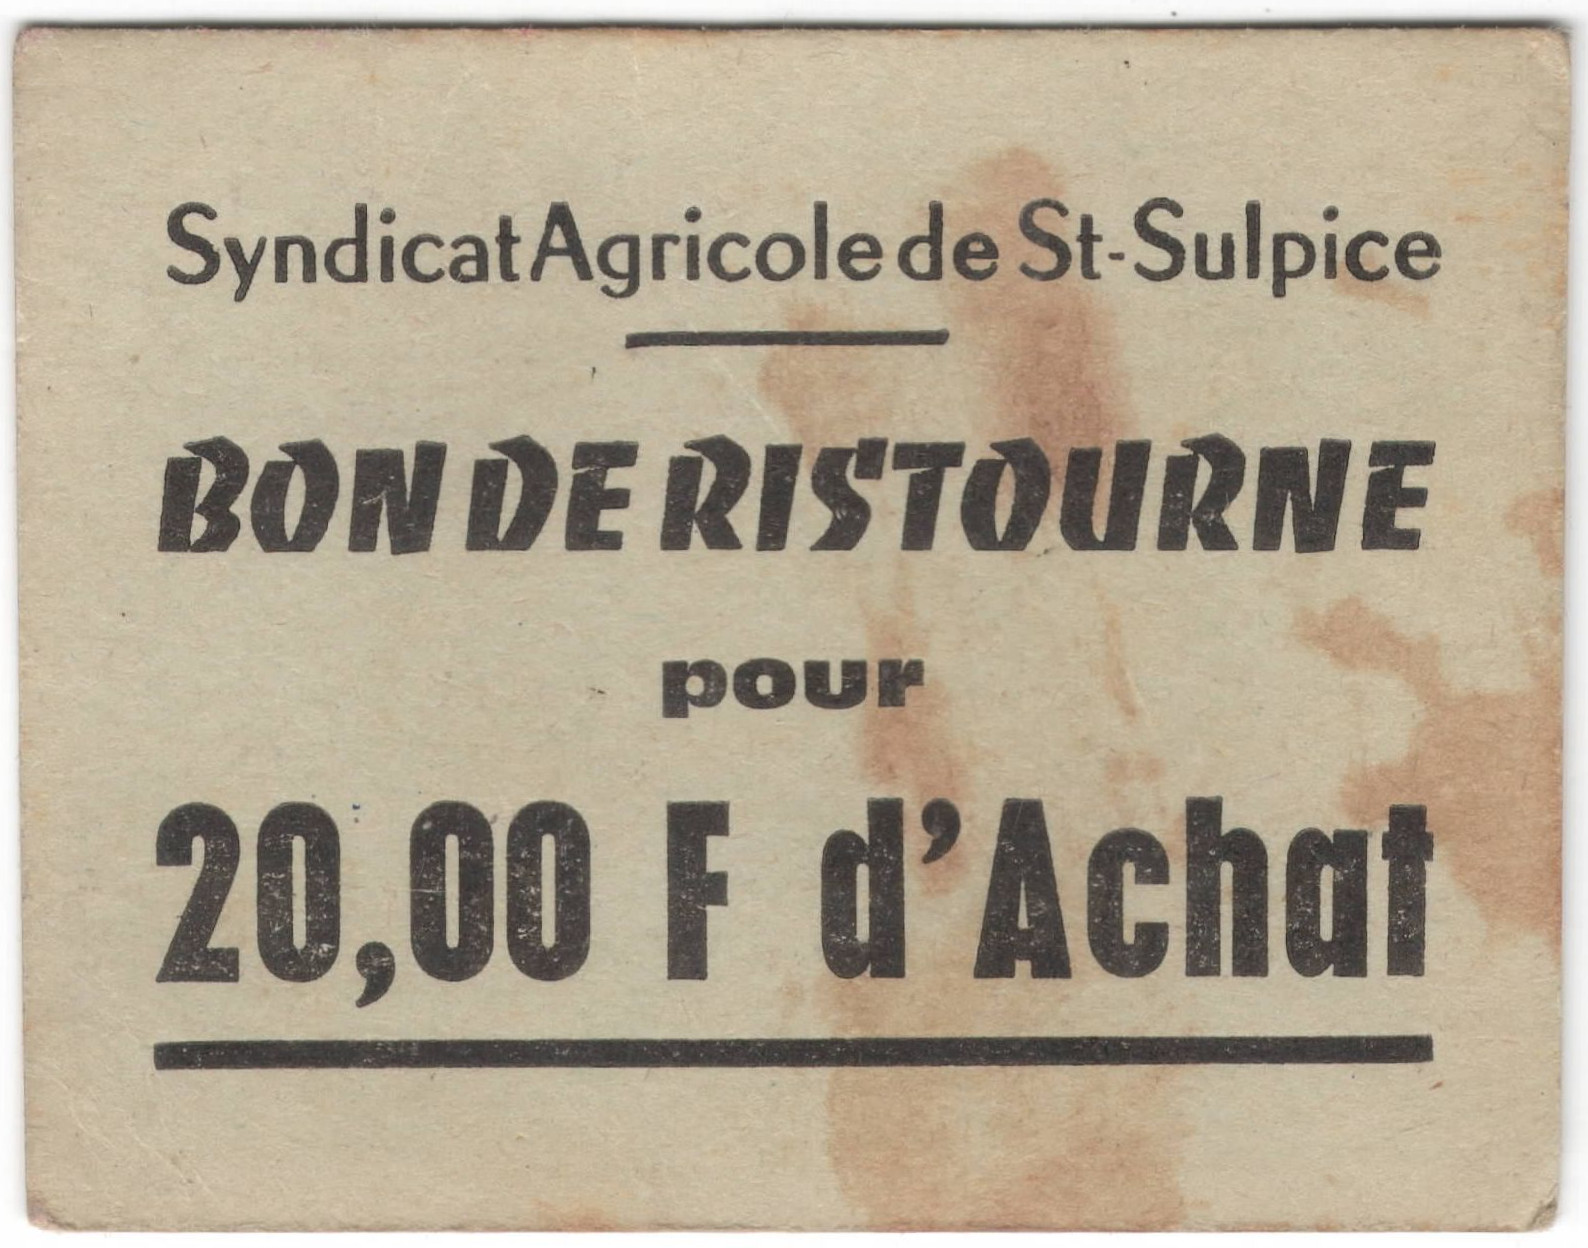 Syndicat Agricole de St-Sulpice
BON DE RISTOURNE
pour
20,00 F d'Achat